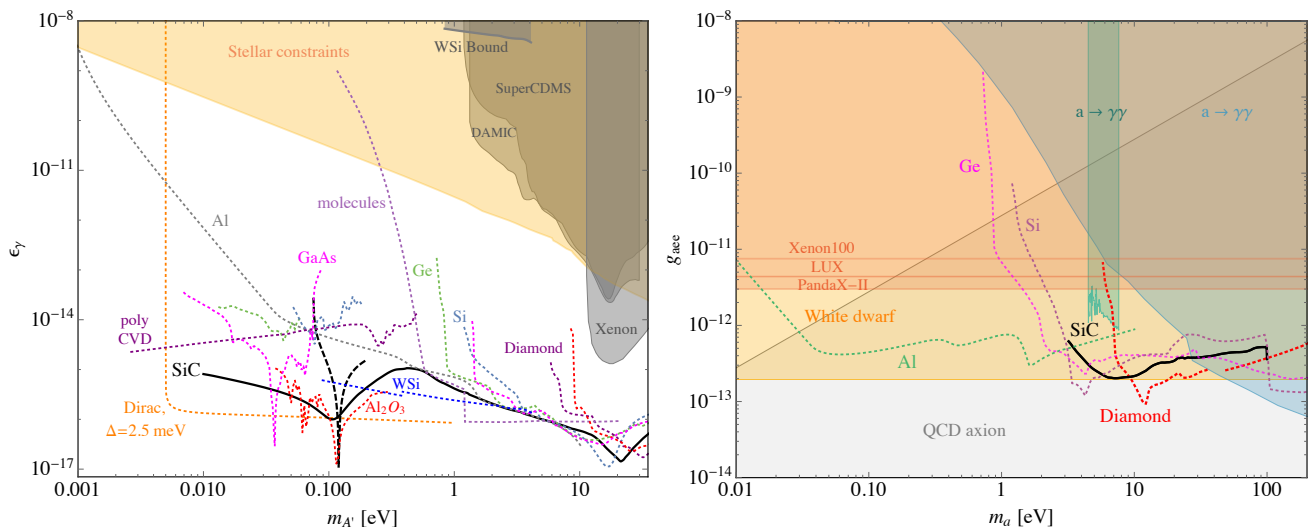 10⁻⁸
10⁻¹¹
10⁻¹⁴
10⁻¹⁷
ϵγ
Stellar constraints
WSi Bound
SuperCDMS
DAMIC
molecules
Al
GaAs
Ge
poly
CVD
Si
Xenon
SiC
Diamond
WSi
Dirac,
Δ=2.5 meV
Al₂O₃
0.001
0.010
0.100
1
10
m_A' [eV]
10⁻⁸
10⁻⁹
10⁻¹⁰
10⁻¹¹
10⁻¹²
10⁻¹³
10⁻¹⁴
g_aee
a → γγ
a → γγ
Ge
Si
Xenon100
LUX
PandaX−II
White dwarf
SiC
Al
Diamond
QCD axion
0.01
0.10
1
10
100
m_a [eV]